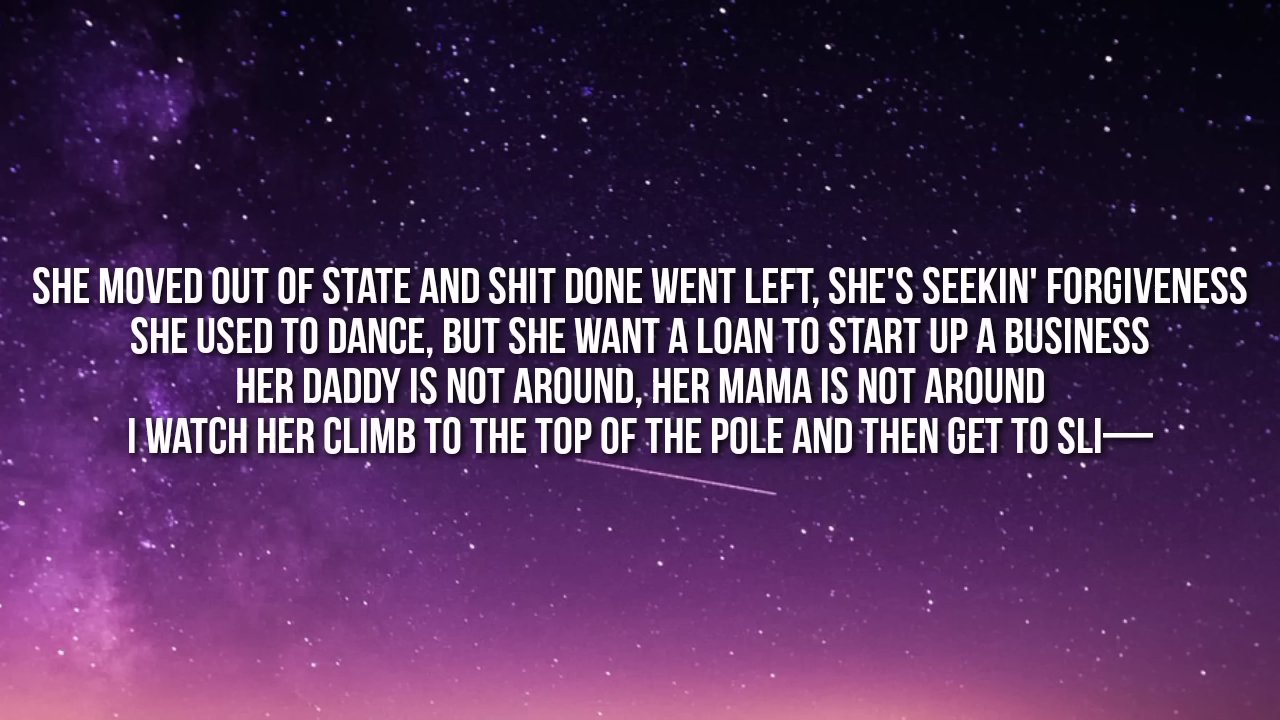 SHE MOVED OUT OF STATE AND SHIT DONE WENT LEFT, SHE'S SEEKIN' FORGIVENESS
SHE USED TO DANCE, BUT SHE WANT A LOAN TO START UP A BUSINESS
HER DADDY IS NOT AROUND, HER MAMA IS NOT AROUND
I WATCH HER CLIMB TO THE TOP OF THE POLE AND THEN GET TO SLI—